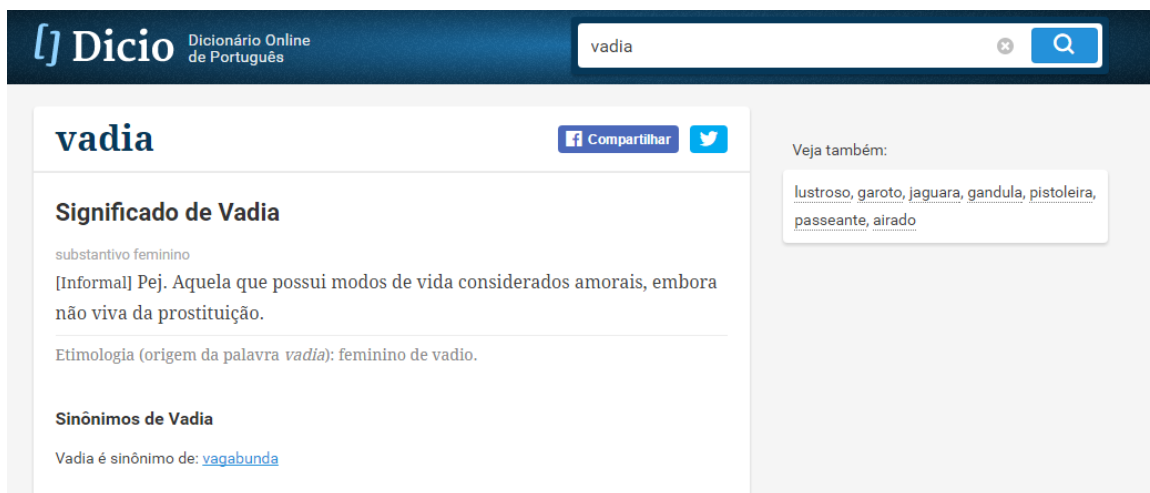 [] Dicio
Dicionário Online
de Português
vadia
vadia
Compartilhar
Significado de Vadia
substantivo feminino
[Informal] Pej. Aquela que possui modos de vida considerados amorais, embora
não viva da prostituição.
Etimologia (origem da palavra vadia): feminino de vadio.
Sinônimos de Vadia
Vadia é sinônimo de: vagabunda
Veja também:
lustroso, garoto, jaguara, gandula, pistoleira,
passeante, airado